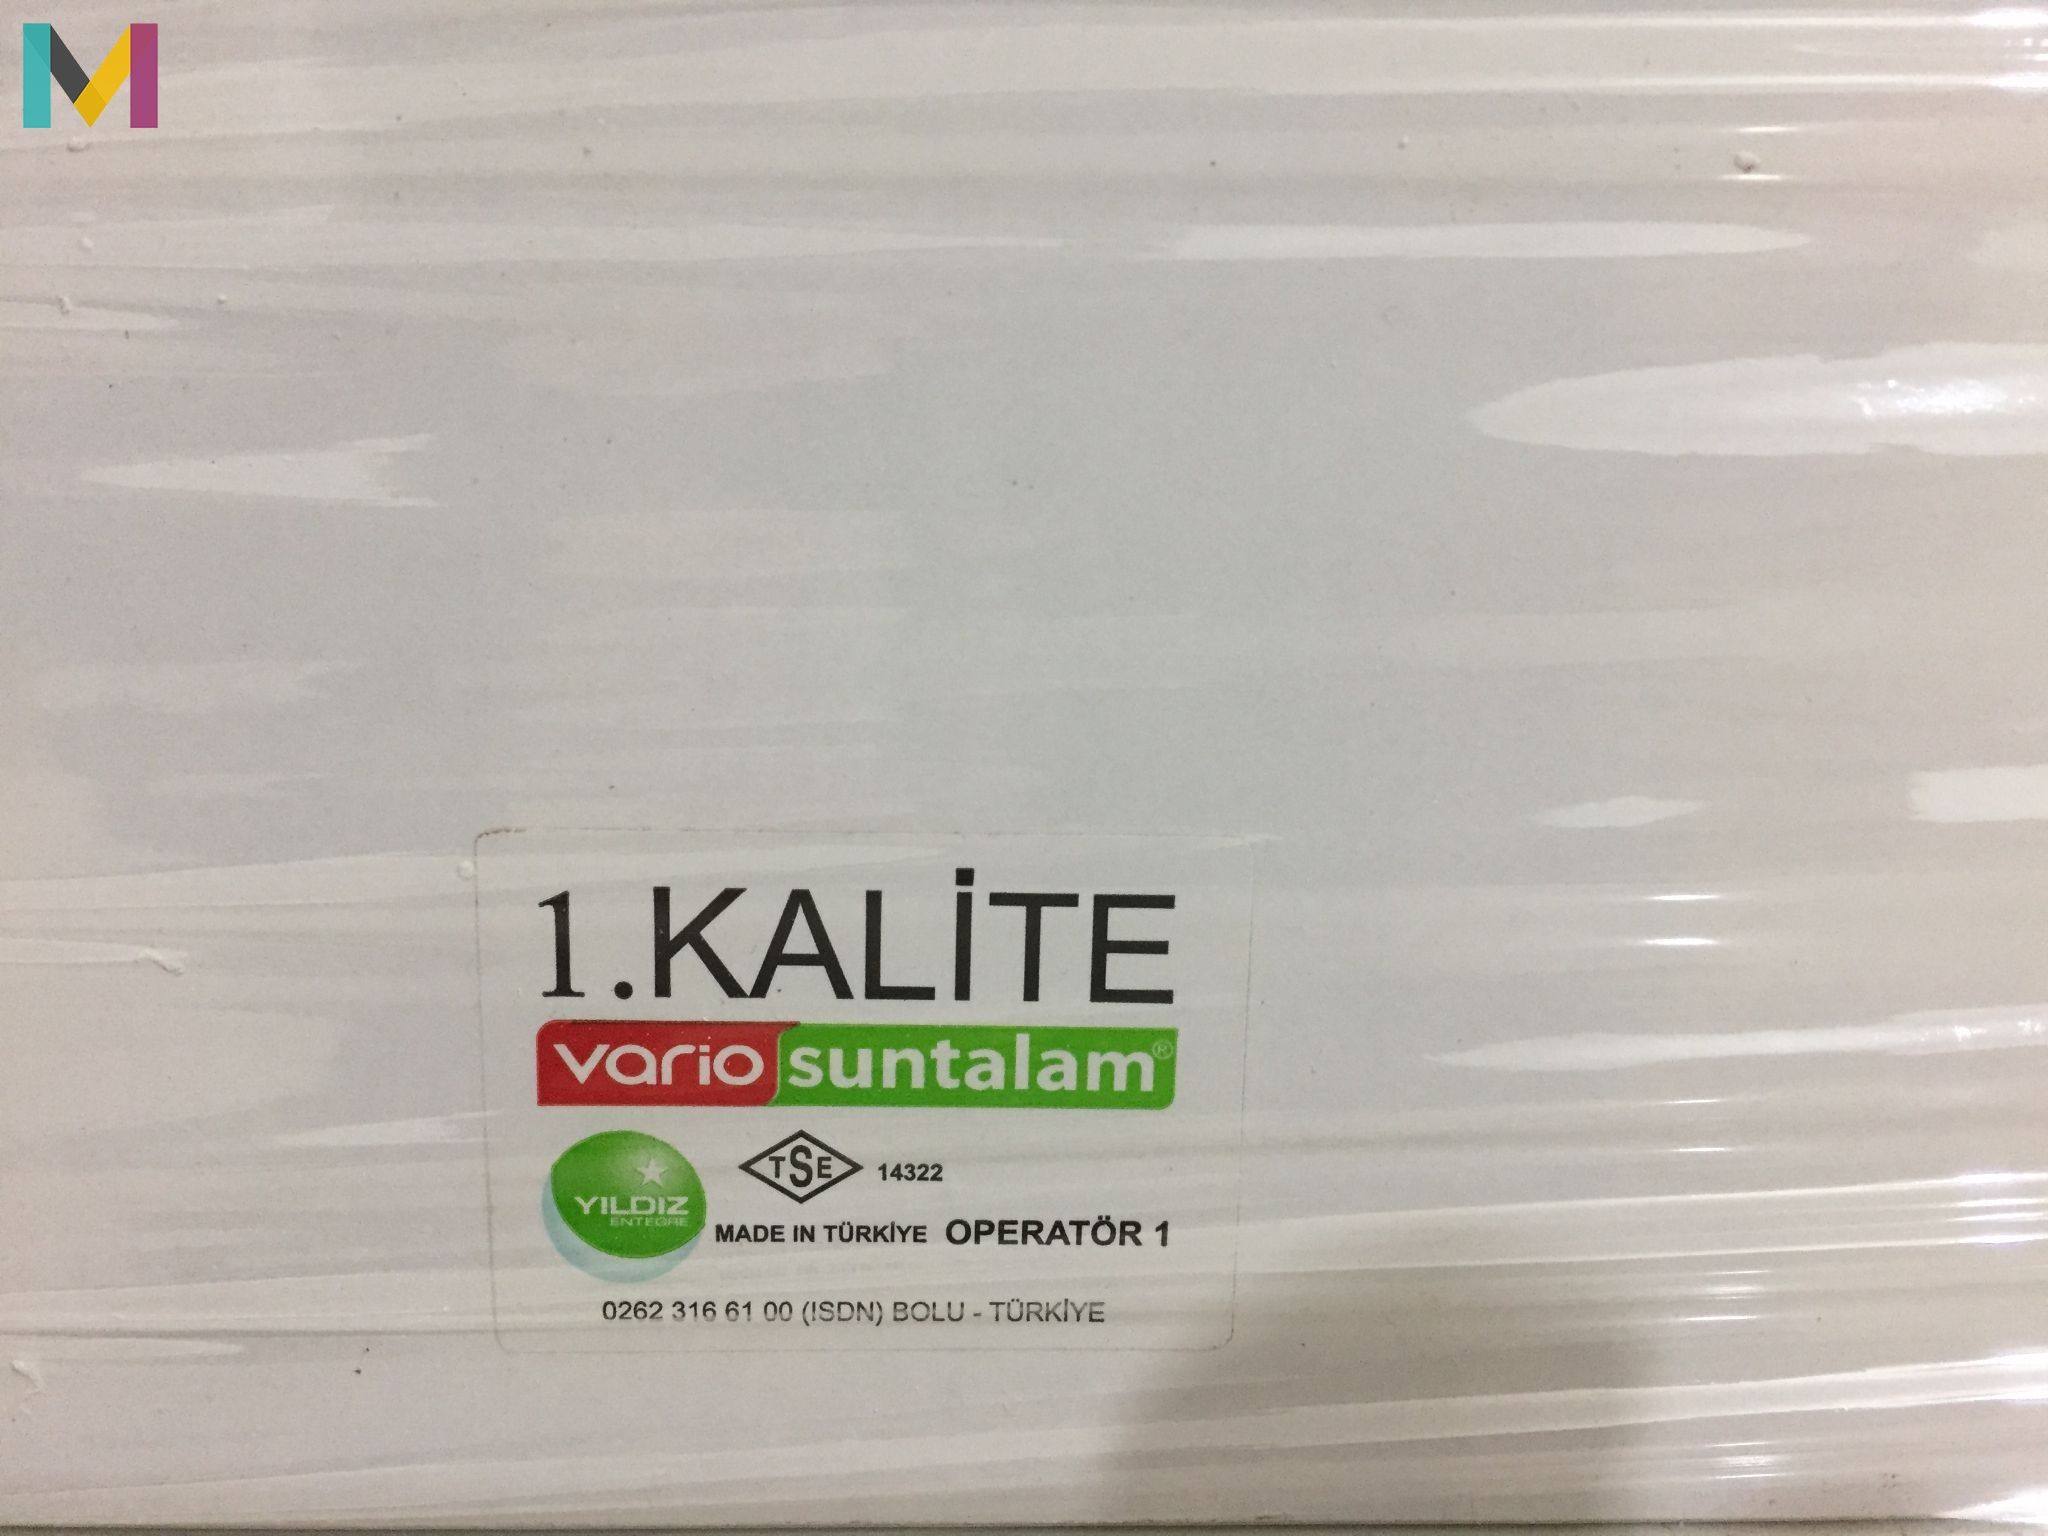 M
1.KALİTE
vario suntalam®
YILDIZ
ENTEGRE
TSE 14322
MADE IN TÜRKİYE OPERATÖR 1
0262 316 61 00 (ISDN) BOLU - TÜRKİYE